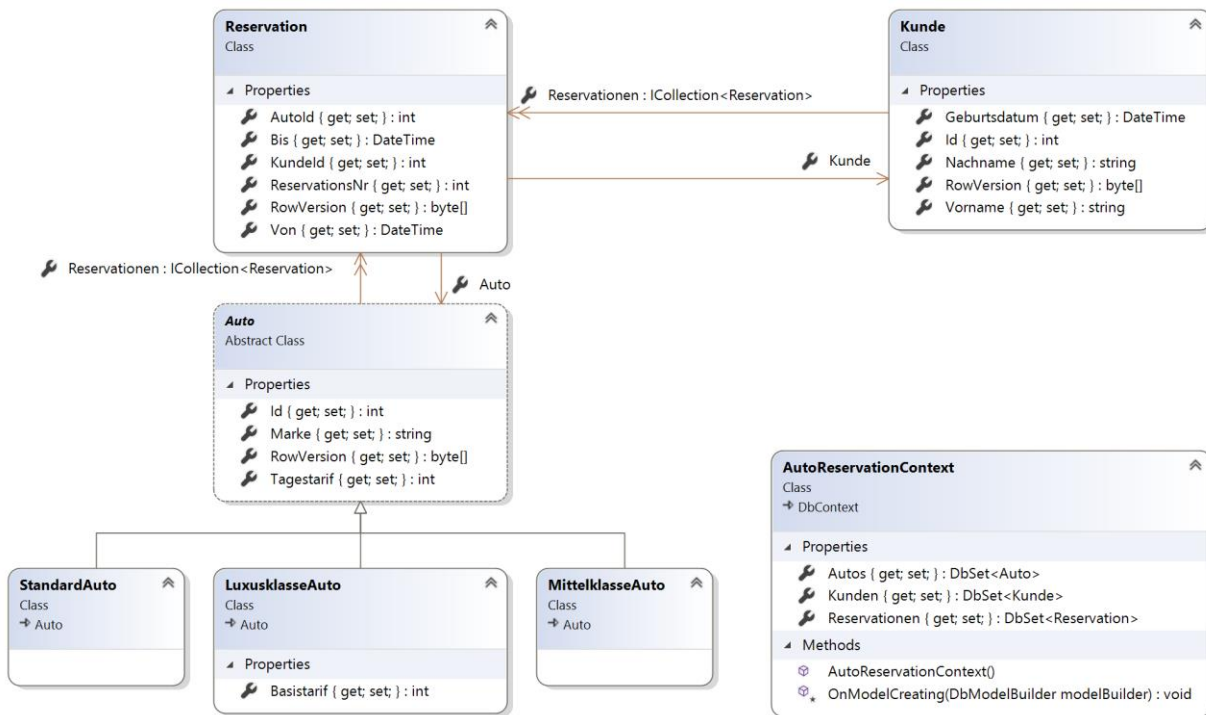 Reservation
Class
Properties
AutoId { get; set; } : int
Bis { get; set; } : DateTime
KundeId { get; set; } : int
ReservationsNr { get; set; } : int
RowVersion { get; set; } : byte[]
Von { get; set; } : DateTime
Reservationen : ICollection<Reservation>
Kunde
Kunde
Class
Properties
Geburtsdatum { get; set; } : DateTime
Id { get; set; } : int
Nachname { get; set; } : string
RowVersion { get; set; } : byte[]
Vorname { get; set; } : string
Reservationen : ICollection<Reservation>
Auto
Auto
Abstract Class
Properties
Id { get; set; } : int
Marke { get; set; } : string
RowVersion { get; set; } : byte[]
Tagestarif { get; set; } : int
StandardAuto
Class
Auto
LuxusklasseAuto
Class
Auto
Properties
Basistarif { get; set; } : int
MittelklasseAuto
Class
Auto
AutoReservationContext
Class
DbContext
Properties
Autos { get; set; } : DbSet<Auto>
Kunden { get; set; } : DbSet<Kunde>
Reservationen { get; set; } : DbSet<Reservation>
Methods
AutoReservationContext()
OnModelCreating(DbModelBuilder modelBuilder) : void